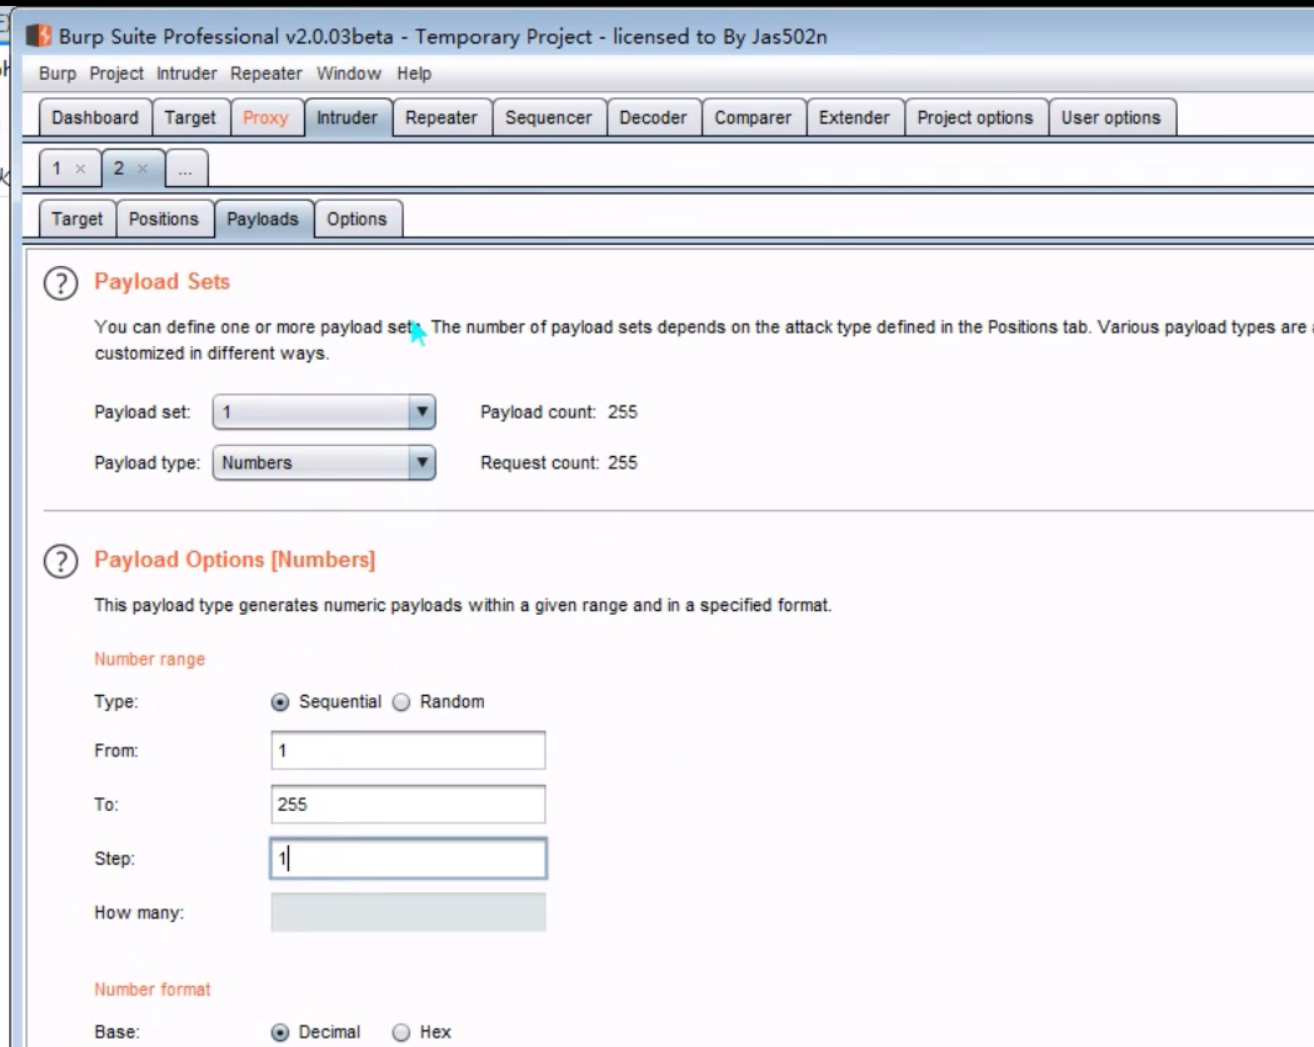 Burp Suite Professional v2.0.03beta - Temporary Project - licensed to By Jas502n
Burp Project Intruder Repeater Window Help
Dashboard Target Proxy Intruder Repeater Sequencer Decoder Comparer Extender Project options User options
1 × 2 × ...
Target Positions Payloads Options
? Payload Sets
You can define one or more payload sets. The number of payload sets depends on the attack type defined in the Positions tab. Various payload types are
customized in different ways.
Payload set: 1 Payload count: 255
Payload type: Numbers Request count: 255
? Payload Options [Numbers]
This payload type generates numeric payloads within a given range and in a specified format.
Number range
Type: Sequential Random
From: 1
To: 255
Step: 1
How many:
Number format
Base: Decimal Hex